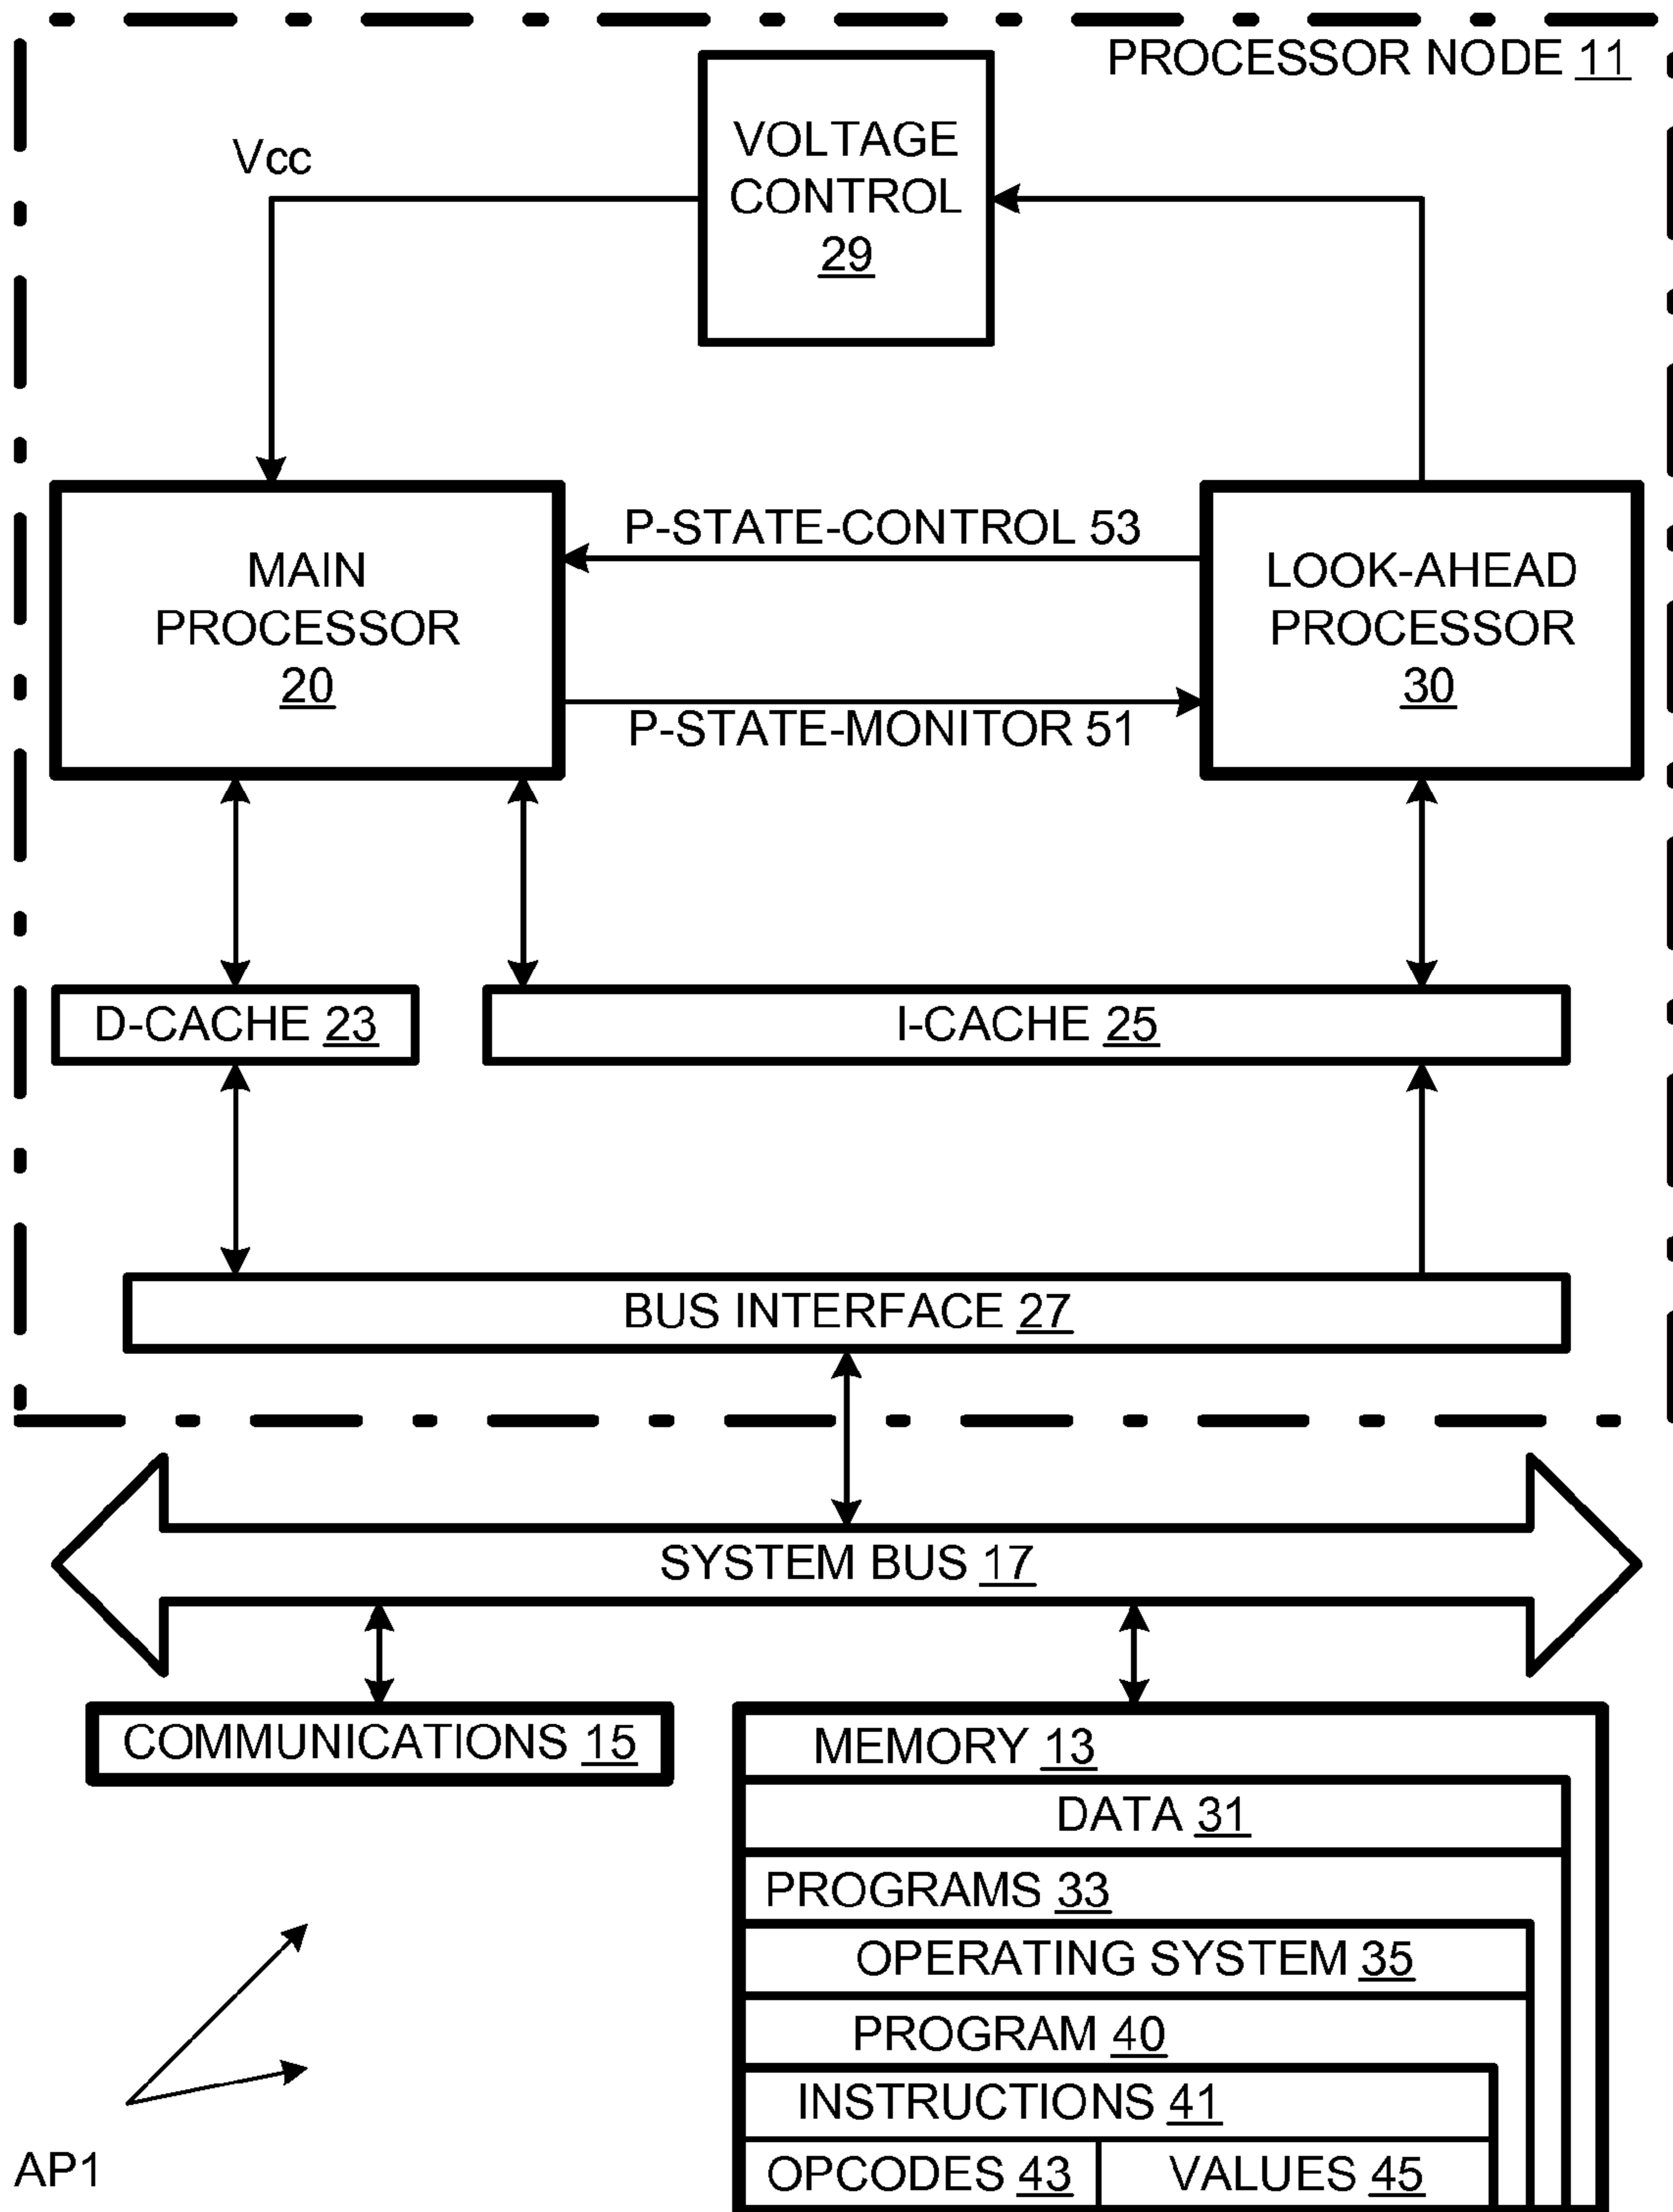 PROCESSOR NODE 11
VOLTAGE
CONTROL
29
Vcc
P-STATE-CONTROL 53
MAIN
PROCESSOR
20
LOOK-AHEAD
PROCESSOR
30
P-STATE-MONITOR 51
D-CACHE 23
I-CACHE 25
BUS INTERFACE 27
SYSTEM BUS 17
COMMUNICATIONS 15
MEMORY 13
DATA 31
PROGRAMS 33
OPERATING SYSTEM 35
PROGRAM 40
INSTRUCTIONS 41
OPCODES 43
VALUES 45
AP1